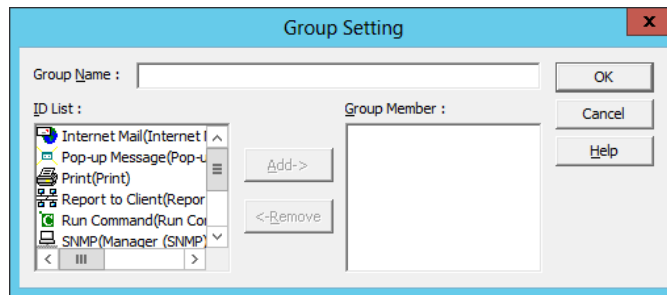 Group Setting
x
Group Name :
OK
ID List :
Group Member :
Cancel
Internet Mail(Internet
Pop-up Message(Pop-u
Add->
Help
Print(Print)
Report to Client(Repor
Run Command(Run Co
<-Remove
SNMP(Manager (SNMP)